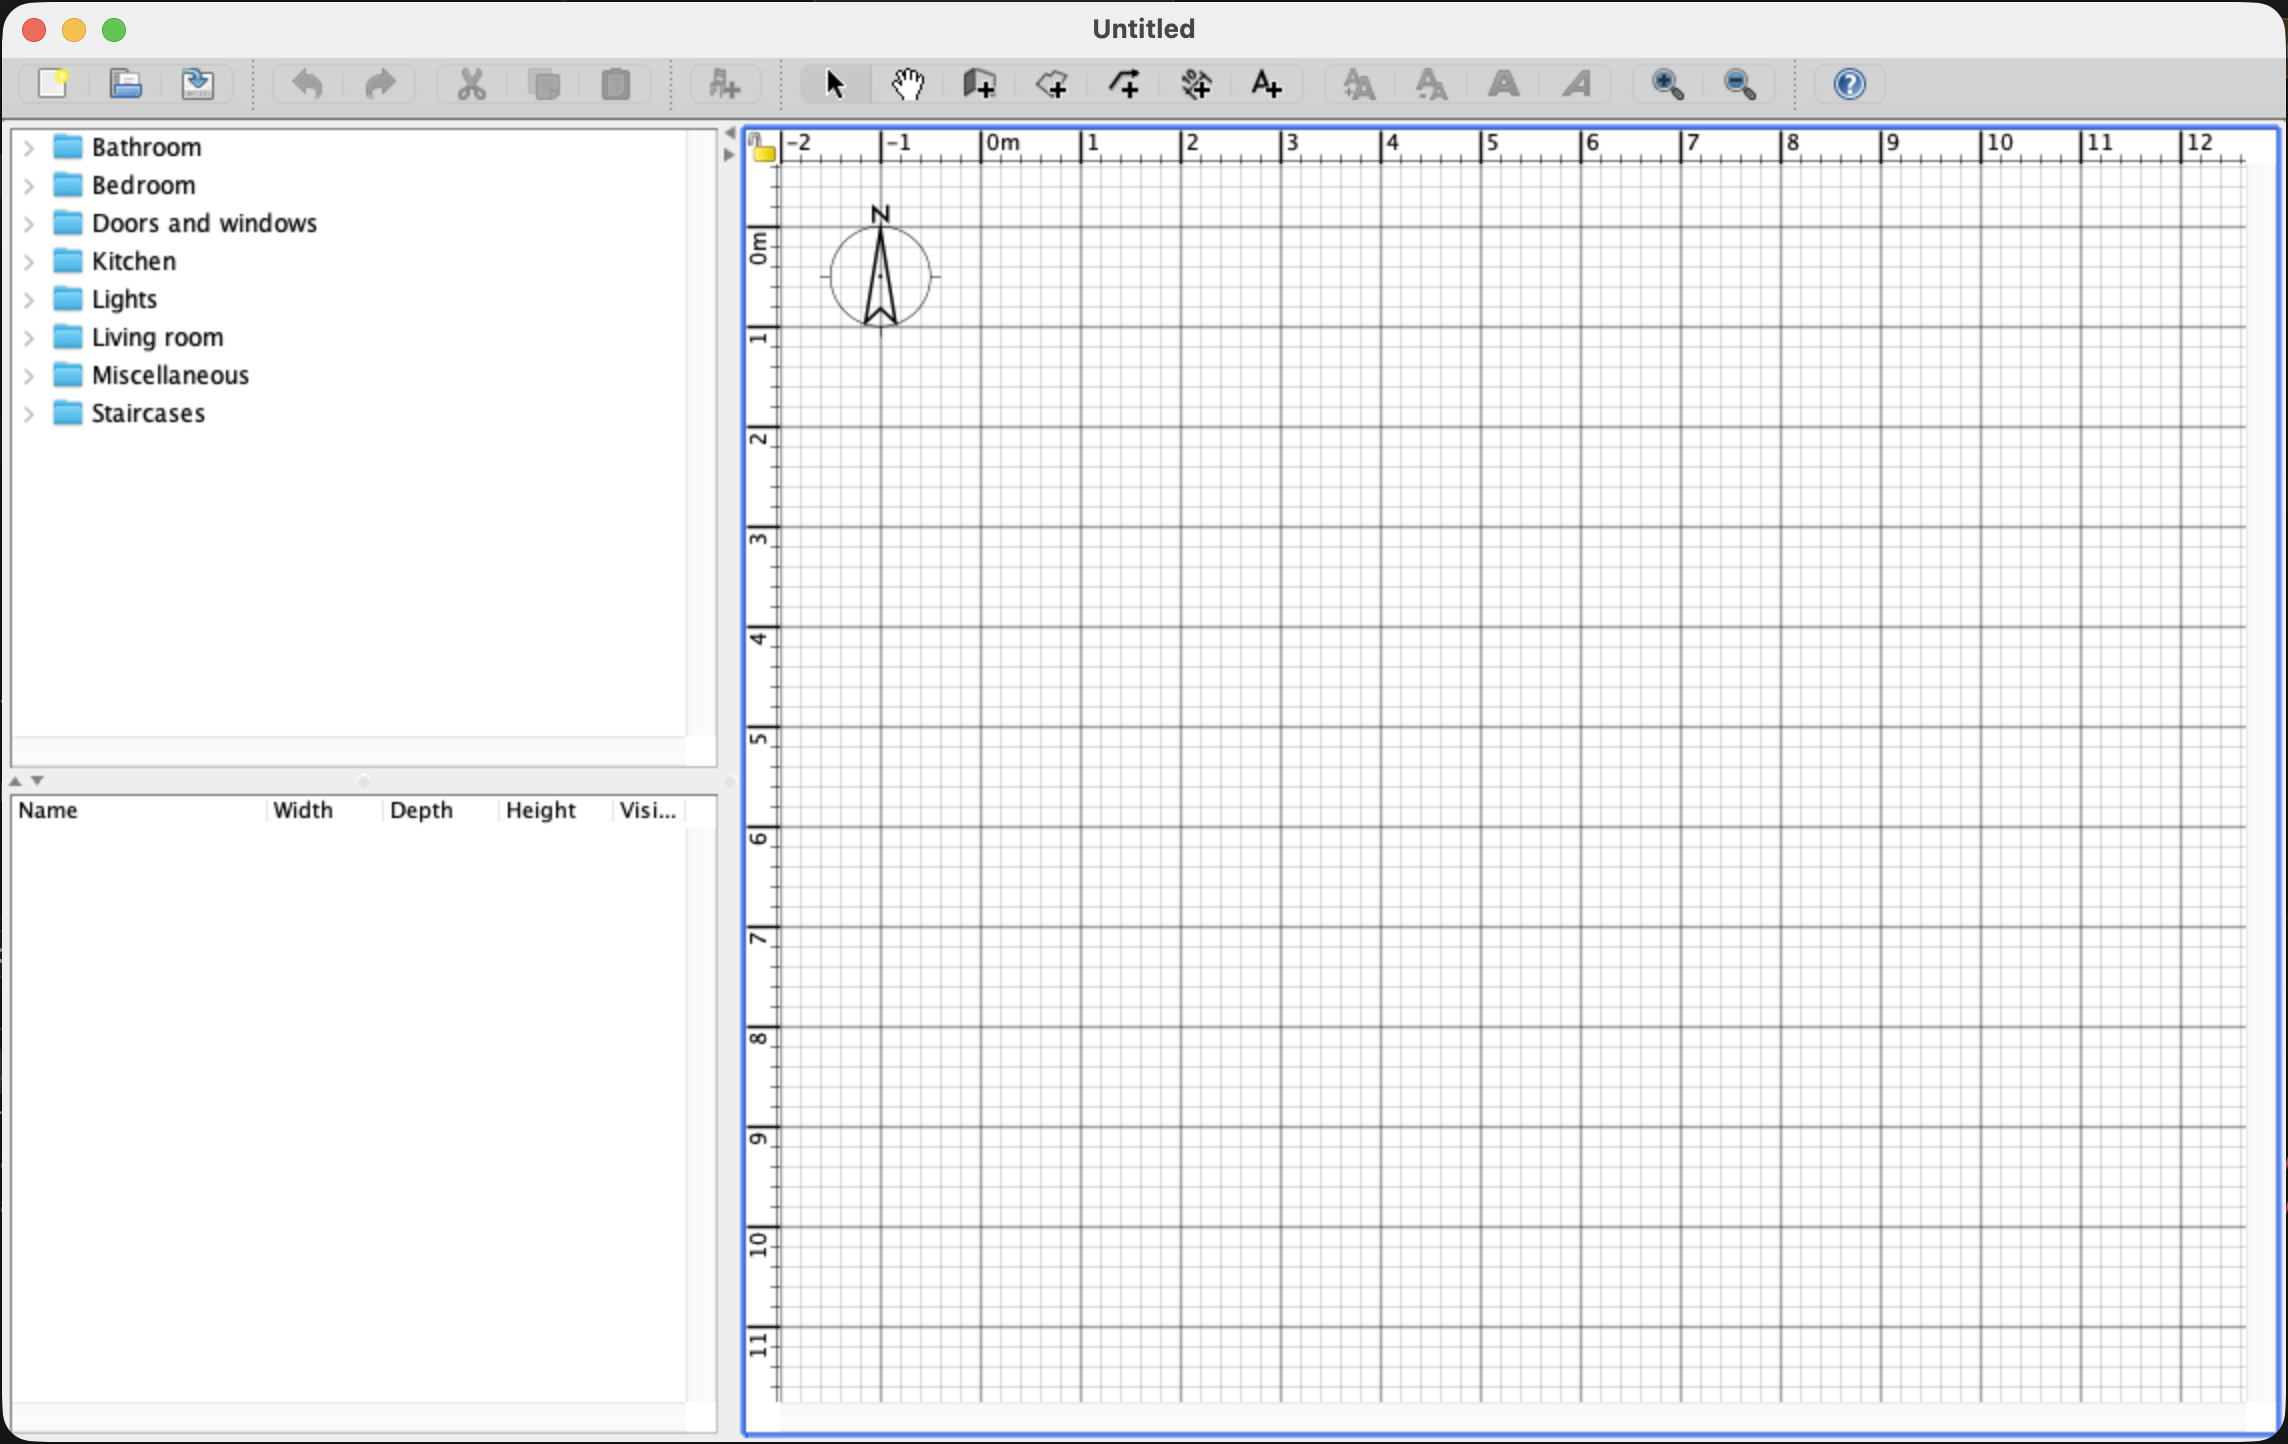 Untitled
Bathroom
Bedroom
Doors and windows
Kitchen
Lights
Living room
Miscellaneous
Staircases
Name Width Depth Height Visi...
-2 -1 0m 1 2 3 4 5 6 7 8 9 10 11 12
N
0m
1
2
3
4
5
6
7
8
9
10
11